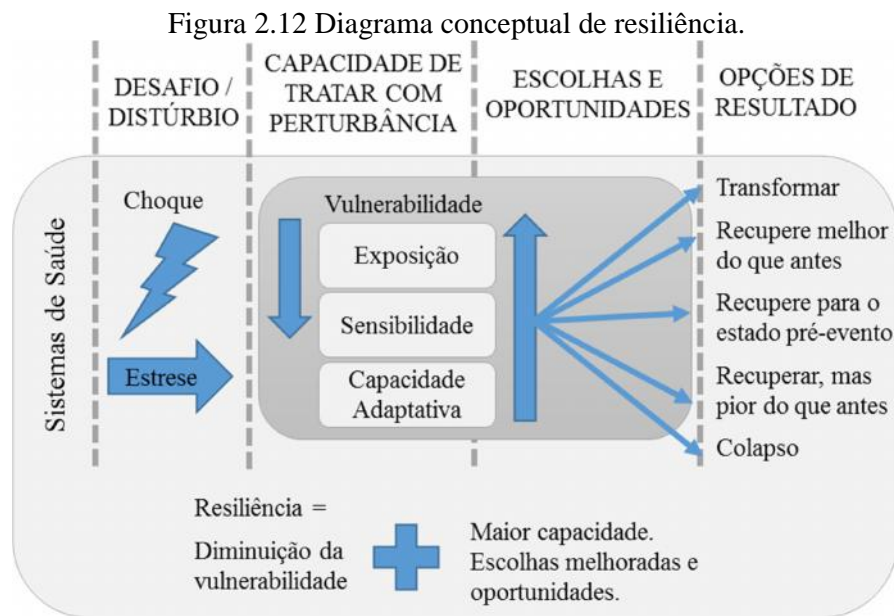 Figura 2.12 Diagrama conceptual de resiliência.
DESAFIO /
DISTÚRBIO
CAPACIDADE DE
TRATAR COM
PERTURBÂNCIA
ESCOLHAS E
OPORTUNIDADES
OPÇÕES DE
RESULTADO
Sistemas de Saúde
Choque
Estrese
Vulnerabilidade
Exposição
Sensibilidade
Capacidade
Adaptativa
Transformar
Recupere melhor
do que antes
Recupere para o
estado pré-evento
Recuperar, mas
pior do que antes
Colapso
Resiliência =
Diminuição da
vulnerabilidade
Maior capacidade.
Escolhas melhoradas e
oportunidades.